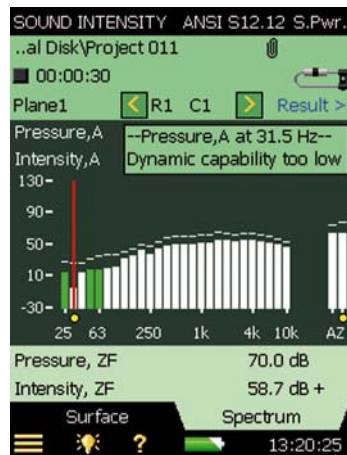 SOUND INTENSITY ANSI S12.12 S.Pwr.
..al Disk\Project 011
00:00:30
Plane1 < R1 C1 > Result >
Pressure,A
Intensity,A
--Pressure,A at 31.5 Hz--
Dynamic capability too low
130-
90-
50-
10-
-30-
25 63 250 1k 4k 10k AZ
Pressure, ZF 70.0 dB
Intensity, ZF 58.7 dB +
Surface Spectrum
? 13:20:25